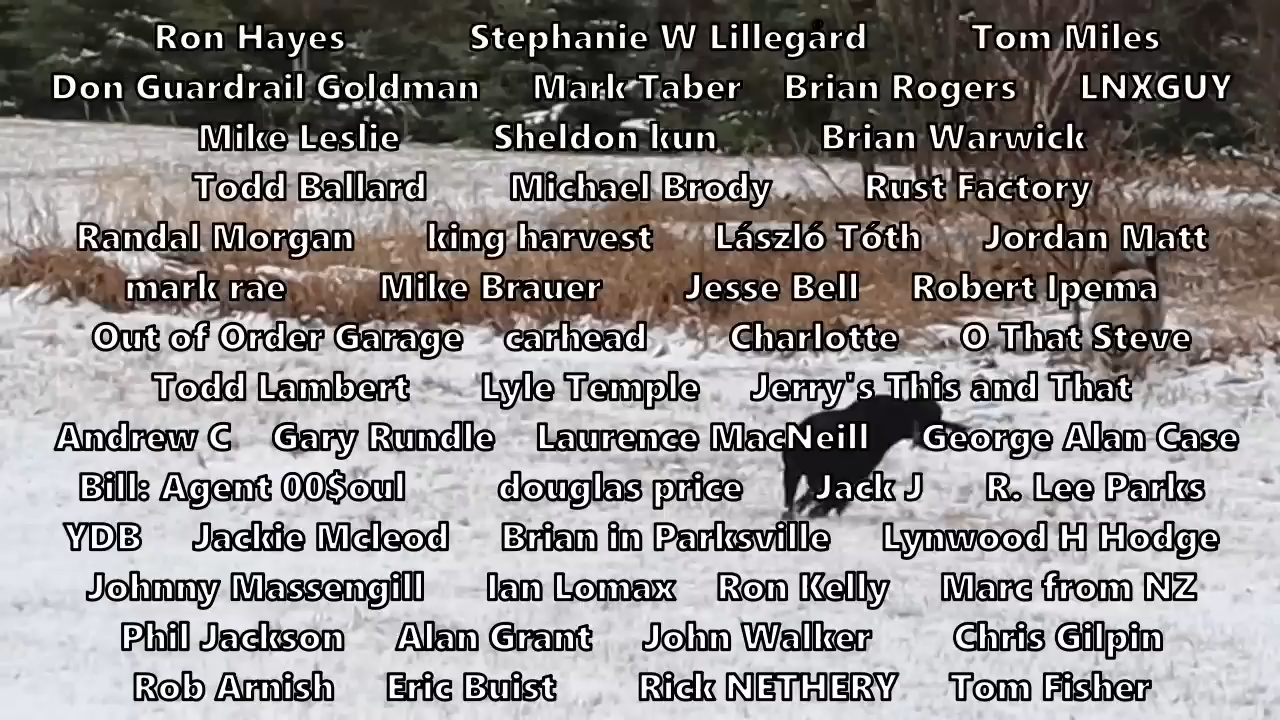 Ron Hayes Stephanie W Lillegard Tom Miles
Don Guardrail Goldman Mark Taber Brian Rogers LNXGUY
Mike Leslie Sheldon kun Brian Warwick
Todd Ballard Michael Brody Rust Factory
Randal Morgan king harvest László Tóth Jordan Matt
mark rae Mike Brauer Jesse Bell Robert Ipema
Out of Order Garage carhead Charlotte O That Steve
Todd Lambert Lyle Temple Jerry's This and That
Andrew C Gary Rundle Laurence MacNeill George Alan Case
Bill: Agent 00$oul douglas price Jack J R. Lee Parks
YDB Jackie Mcleod Brian in Parksville Lynwood H Hodge
Johnny Massengill Ian Lomax Ron Kelly Marc from NZ
Phil Jackson Alan Grant John Walker Chris Gilpin
Rob Arnish Eric Buist Rick NETHERY Tom Fisher